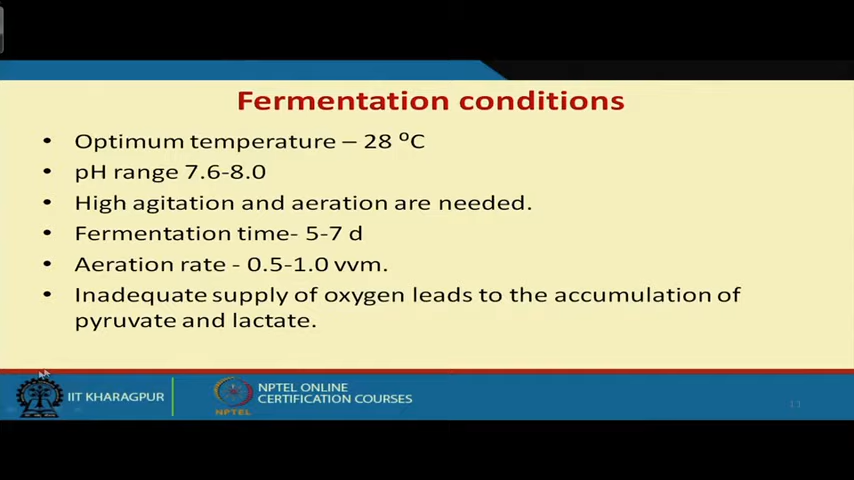 Fermentation conditions
• Optimum temperature – 28 ⁰C
• pH range 7.6-8.0
• High agitation and aeration are needed.
• Fermentation time- 5-7 d
• Aeration rate - 0.5-1.0 vvm.
• Inadequate supply of oxygen leads to the accumulation of
pyruvate and lactate.
IIT KHARAGPUR
NPTEL
NPTEL ONLINE
CERTIFICATION COURSES